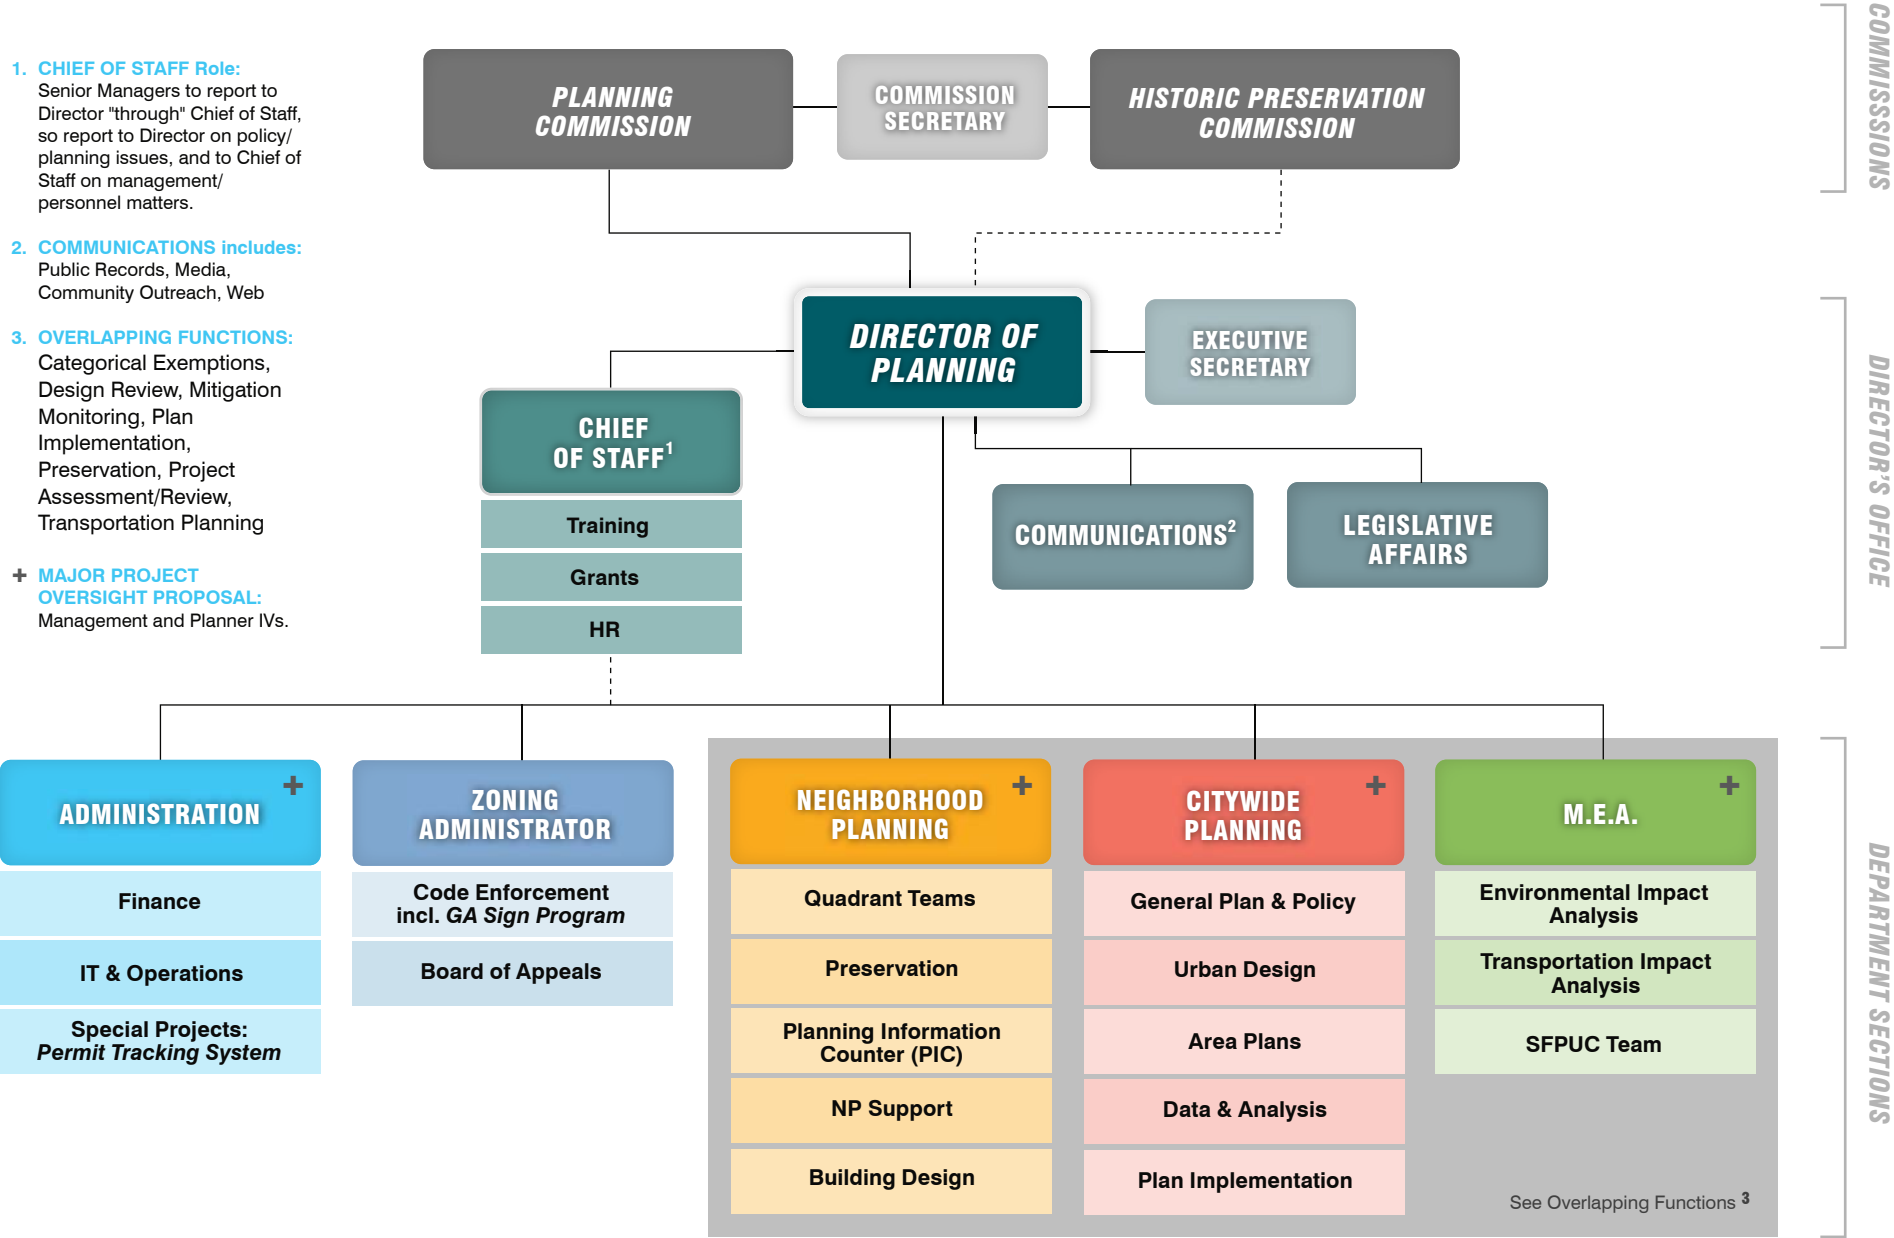 COMMISSSIONS
1. CHIEF OF STAFF Role:
Senior Managers to report to
Director "through" Chief of Staff,
so report to Director on policy/
planning issues, and to Chief of
Staff on management/
personnel matters.
2. COMMUNICATIONS includes:
Public Records, Media,
Community Outreach, Web
3. OVERLAPPING FUNCTIONS:
Categorical Exemptions,
Design Review, Mitigation
Monitoring, Plan
Implementation,
Preservation, Project
Assessment/Review,
Transportation Planning
+ MAJOR PROJECT
OVERSIGHT PROPOSAL:
Management and Planner IVs.
PLANNING
COMMISSION
COMMISSION
SECRETARY
HISTORIC PRESERVATION
COMMISSION
DIRECTOR OF
PLANNING
EXECUTIVE
SECRETARY
DIRECTOR'S OFFICE
CHIEF
OF STAFF1
Training
Grants
HR
COMMUNICATIONS2
LEGISLATIVE
AFFAIRS
DEPARTMENT SECTIONS
ADMINISTRATION +
Finance
IT & Operations
Special Projects:
Permit Tracking System
ZONING
ADMINISTRATOR
Code Enforcement
incl. GA Sign Program
Board of Appeals
NEIGHBORHOOD +
PLANNING
Quadrant Teams
Preservation
Planning Information
Counter (PIC)
NP Support
Building Design
CITYWIDE +
PLANNING
General Plan & Policy
Urban Design
Area Plans
Data & Analysis
Plan Implementation
M.E.A. +
Environmental Impact
Analysis
Transportation Impact
Analysis
SFPUC Team
See Overlapping Functions 3